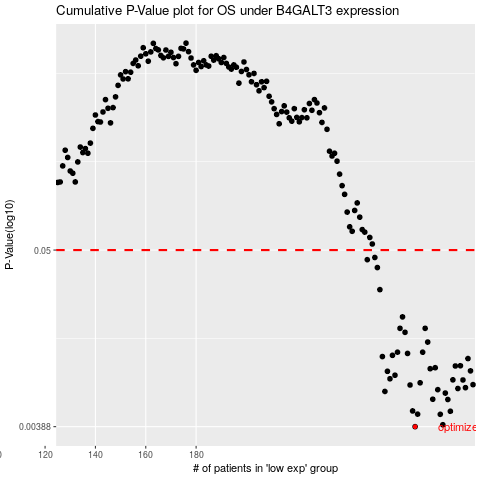 Cumulative P-Value plot for OS under B4GALT3 expression
P-Value(log10)
0.05
0.00388
optimize
0
120
140
160
180
# of patients in 'low exp' group